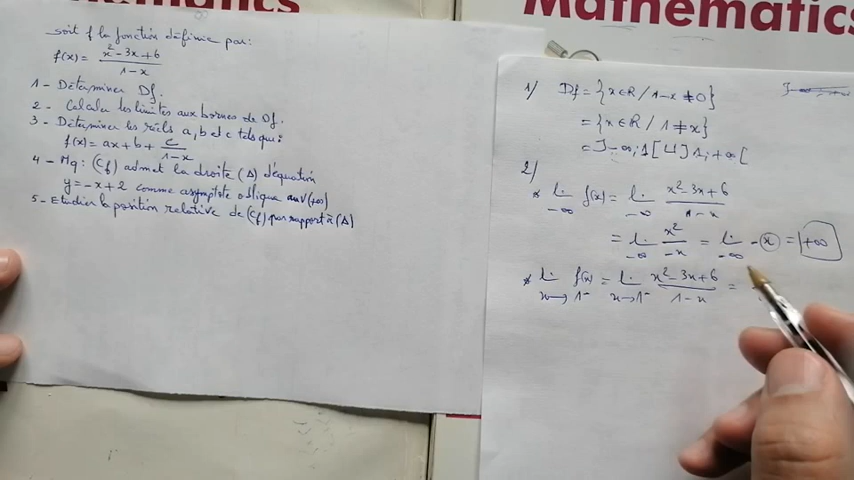 Mathematics
soit f la fonction définie par:
f(x) = x² - 3x + 6 / 1 - x
1 - Déterminer Df.
2 - Calculer les limites aux bornes de Df.
3 - Déterminer les réels a, b et c tels que:
f(x) = ax + b + c / 1 - x
4 - Mq: (Cf) admet la droite (Δ) d'équation
y = -x + 2 comme asymptote oblique au V(+∞)
5 - Etudier la position relative de (Cf) par rapport à (Δ)
1) Df = {x ∈ R / 1 - x ≠ 0}
= {x ∈ R / 1 ≠ x}
= ]-∞; 1[ U ]1; +∞[
2)
* lim -∞ f(x) = lim -∞ x² - 3x + 6 / 1 - x
= lim -∞ x² / -x = lim -∞ -x = +∞
* lim x → 1⁻ f(x) = lim x → 1⁻ x² - 3x + 6 / 1 - x =